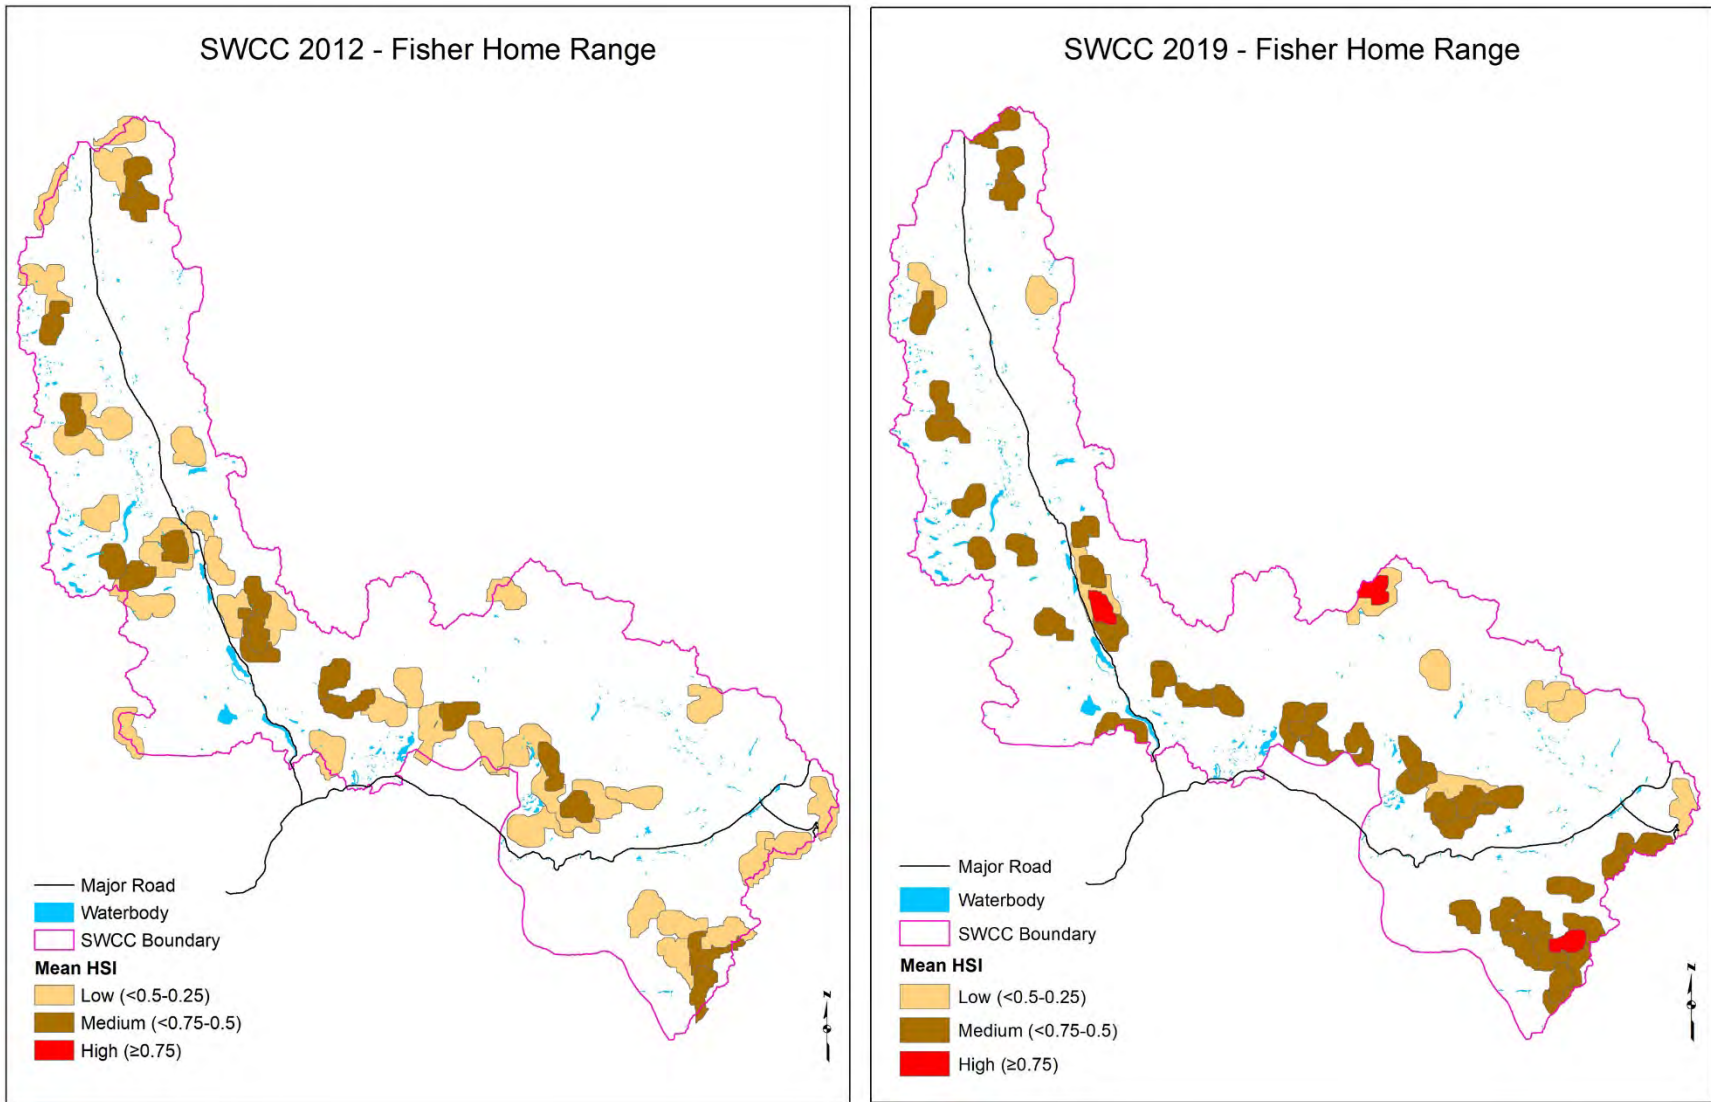 SWCC 2012 - Fisher Home Range
Major Road
Waterbody
SWCC Boundary
Mean HSI
Low (<0.5-0.25)
Medium (<0.75-0.5)
High (≥0.75)
N
SWCC 2019 - Fisher Home Range
Major Road
Waterbody
SWCC Boundary
Mean HSI
Low (<0.5-0.25)
Medium (<0.75-0.5)
High (≥0.75)
N